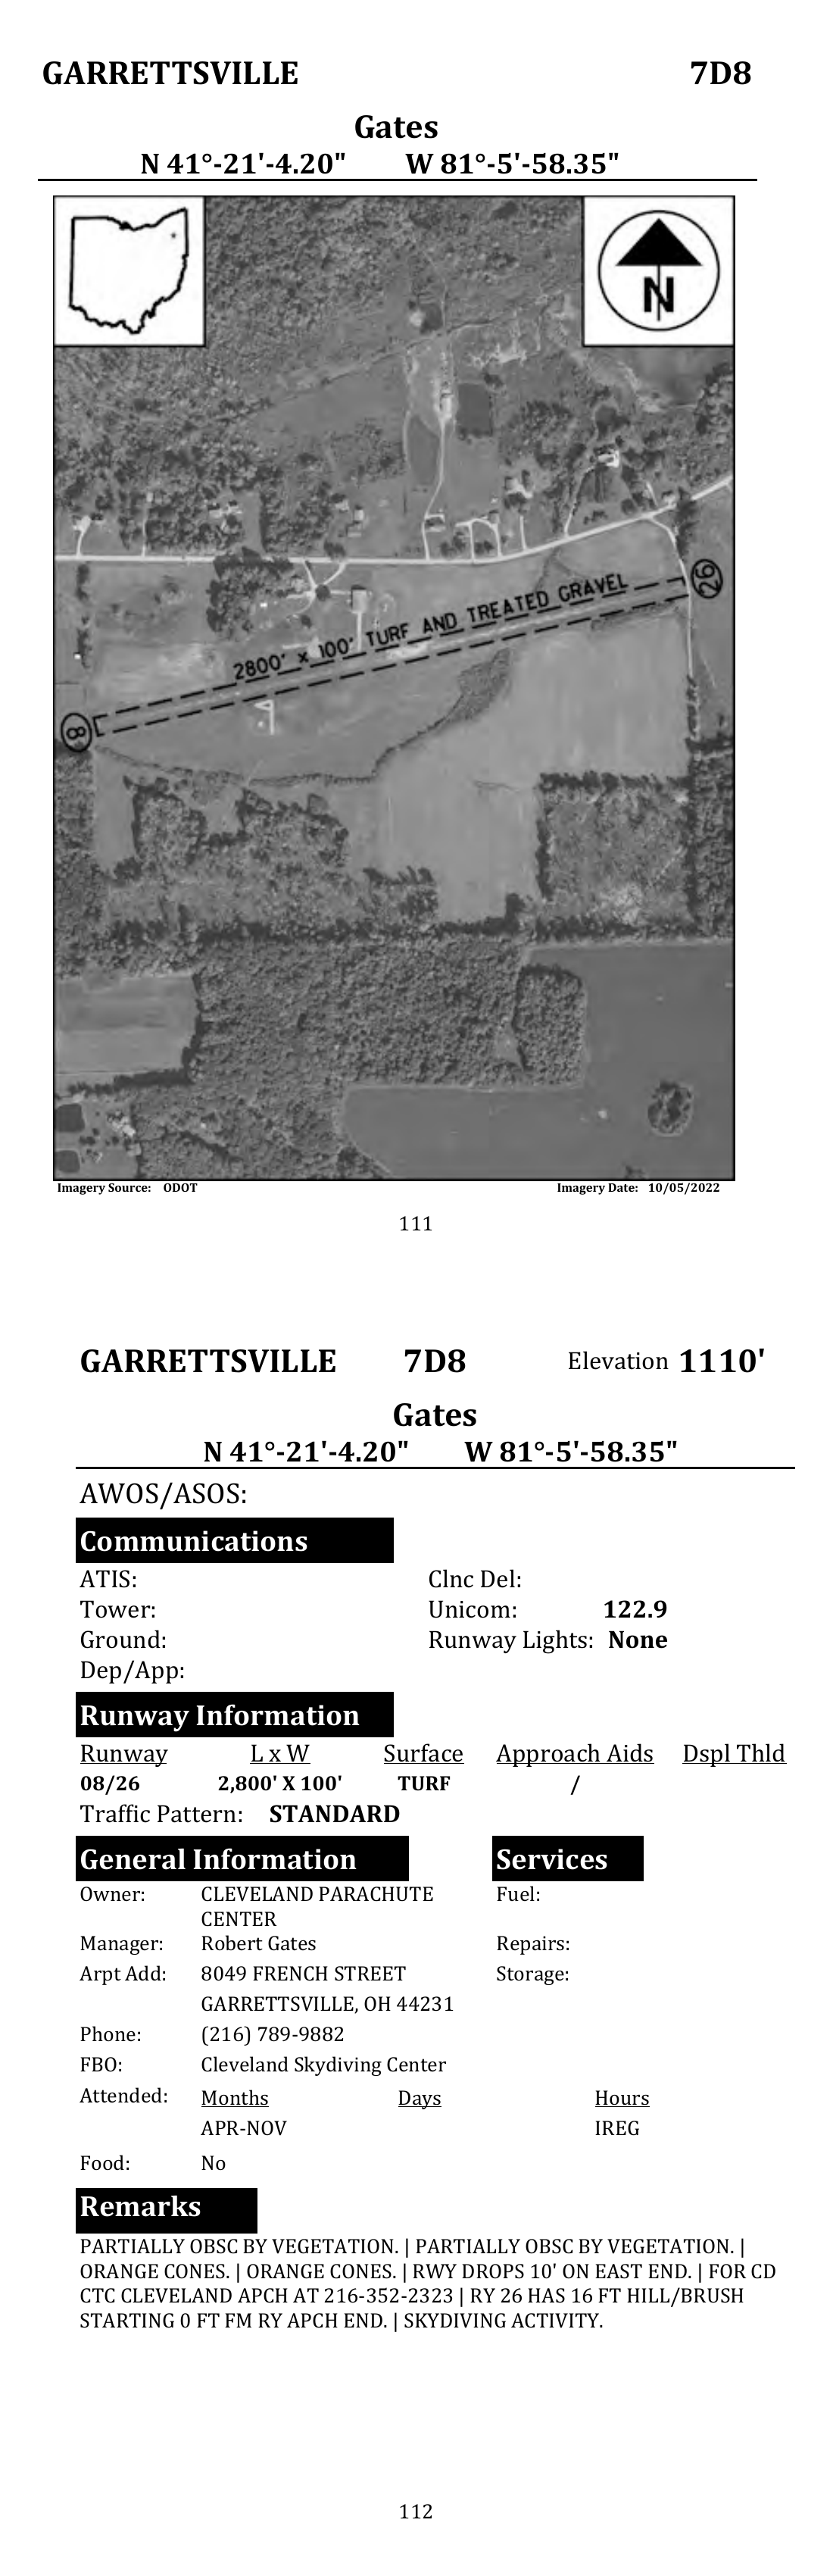 GARRETTSVILLE 7D8
Gates
N 41°-21'-4.20" W 81°-5'-58.35"
N
26
2800' x 100' TURF AND TREATED GRAVEL
8
Imagery Source: ODOT Imagery Date: 10/05/2022
111
GARRETTSVILLE 7D8 Elevation 1110'
Gates
N 41°-21'-4.20" W 81°-5'-58.35"
AWOS/ASOS:
Communications
ATIS: Clnc Del:
Tower: Unicom: 122.9
Ground: Runway Lights: None
Dep/App:
Runway Information
Runway L x W Surface Approach Aids Dspl Thld
08/26 2,800' X 100' TURF /
Traffic Pattern: STANDARD
General Information Services
Owner: CLEVELAND PARACHUTE Fuel:
CENTER
Manager: Robert Gates Repairs:
Arpt Add: 8049 FRENCH STREET Storage:
GARRETTSVILLE, OH 44231
Phone: (216) 789-9882
FBO: Cleveland Skydiving Center
Attended: Months Days Hours
APR-NOV IREG
Food: No
Remarks
PARTIALLY OBSC BY VEGETATION. | PARTIALLY OBSC BY VEGETATION. |
ORANGE CONES. | ORANGE CONES. | RWY DROPS 10' ON EAST END. | FOR CD
CTC CLEVELAND APCH AT 216-352-2323 | RY 26 HAS 16 FT HILL/BRUSH
STARTING 0 FT FM RY APCH END. | SKYDIVING ACTIVITY.
112